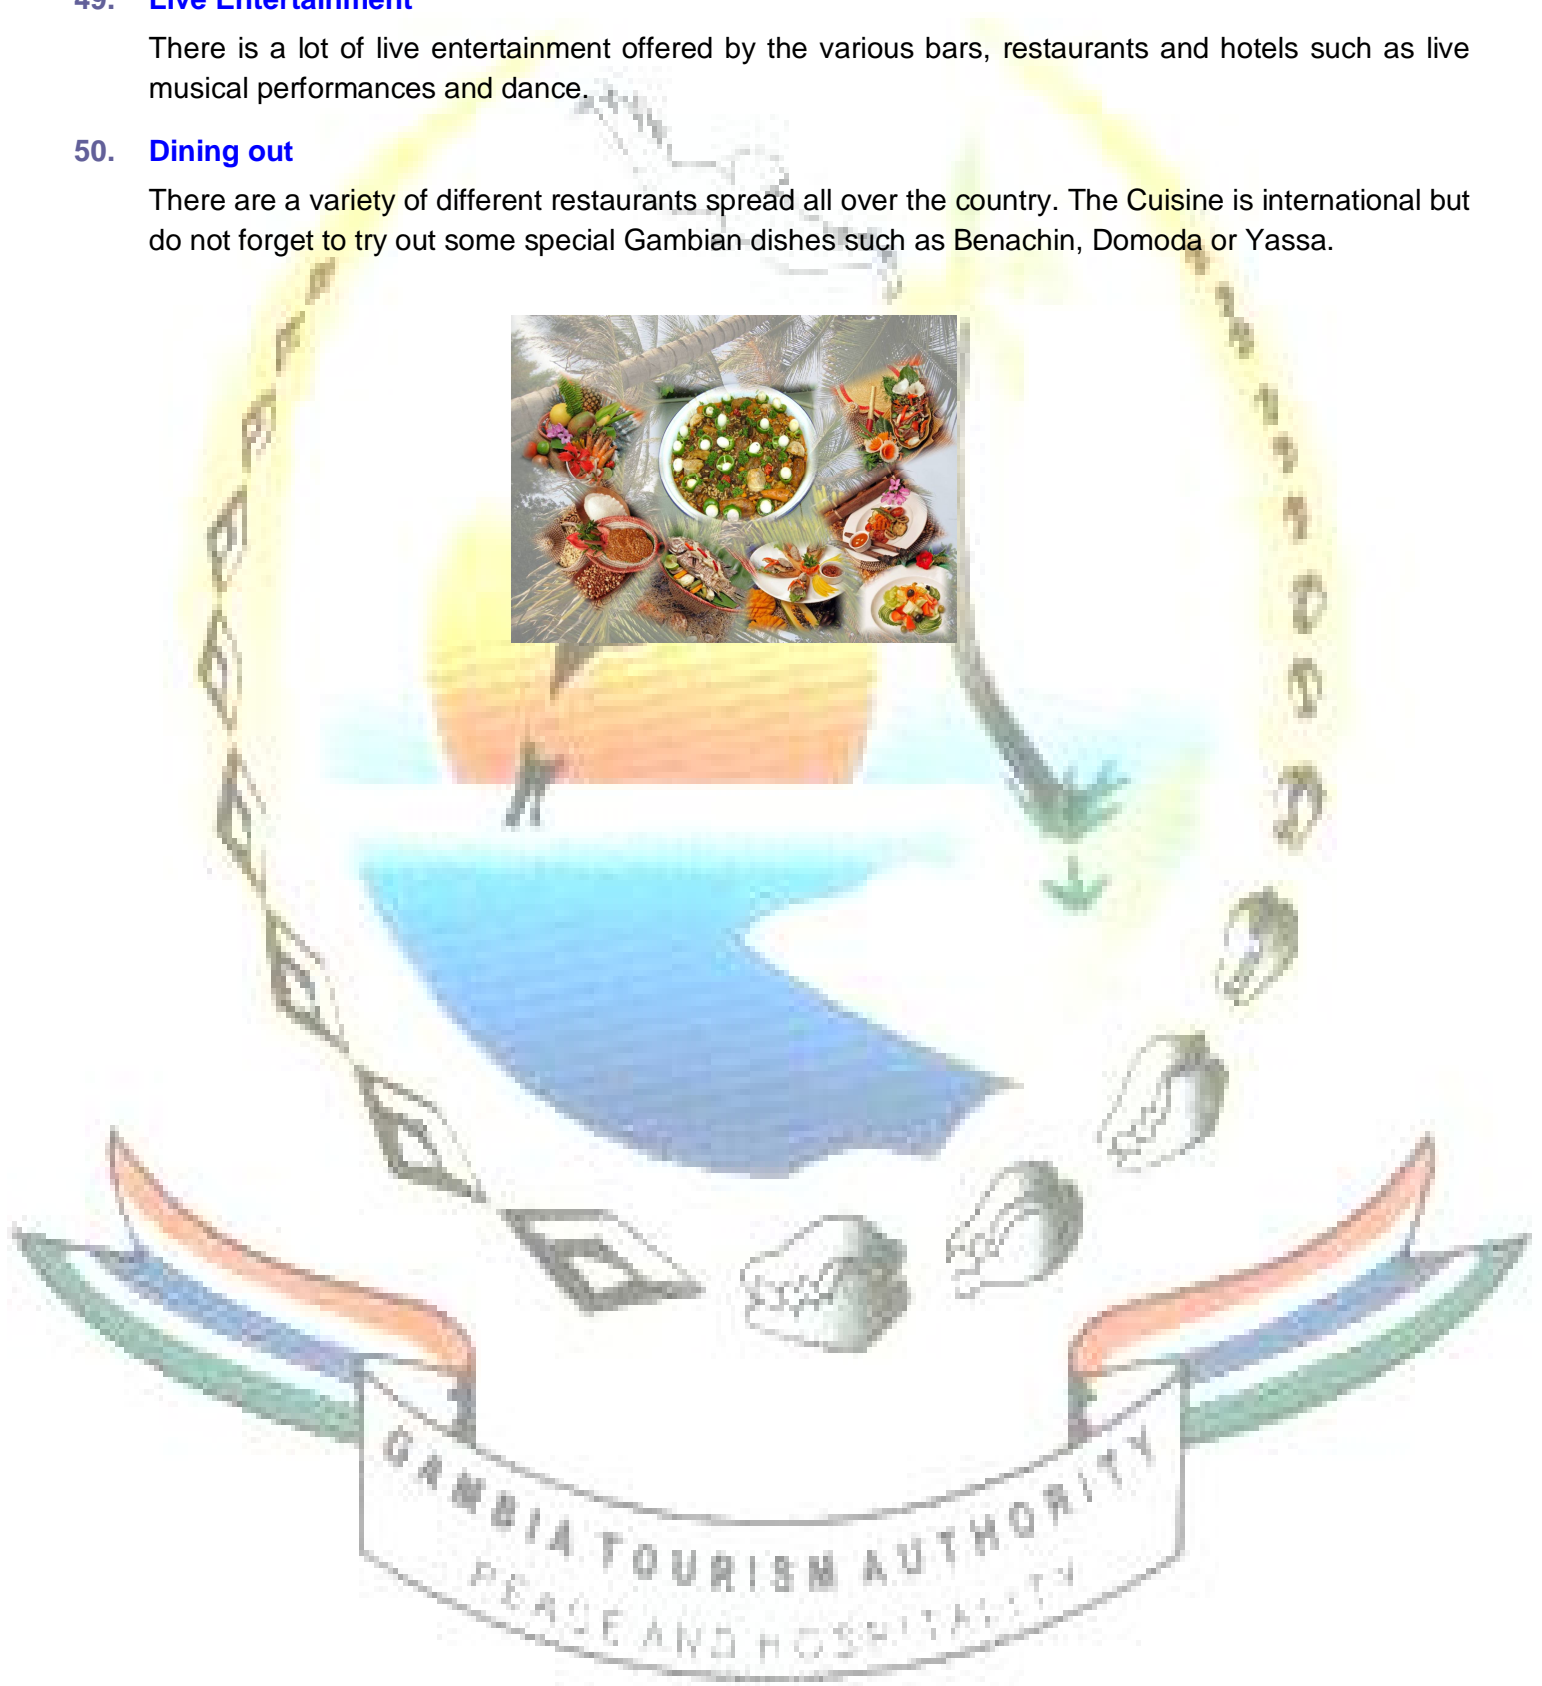 49. Live Entertainment
There is a lot of live entertainment offered by the various bars, restaurants and hotels such as live
musical performances and dance.
50. Dining out
There are a variety of different restaurants spread all over the country. The Cuisine is international but
do not forget to try out some special Gambian dishes such as Benachin, Domoda or Yassa.
GAMBIA TOURISM AUTHORITY
PEACE AND HOSPITALITY